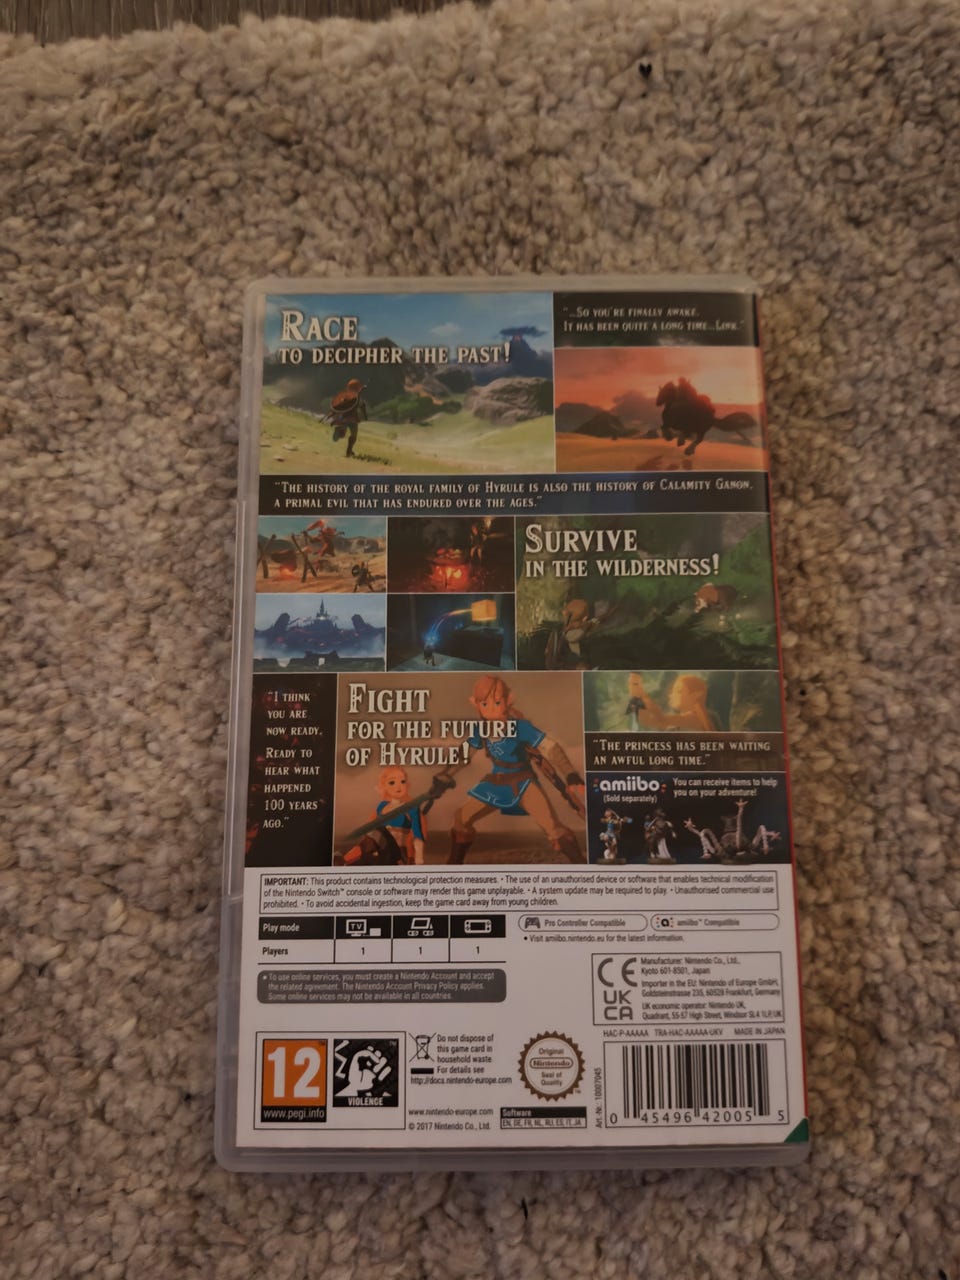 RACE
TO DECIPHER THE PAST!
"...SO YOU'RE FINALLY AWAKE.
IT HAS BEEN QUITE A LONG TIME...LINK."
"THE HISTORY OF THE ROYAL FAMILY OF HYRULE IS ALSO THE HISTORY OF CALAMITY GANON,
A PRIMAL EVIL THAT HAS ENDURED OVER THE AGES."
SURVIVE
IN THE WILDERNESS!
"I THINK
YOU ARE
NOW READY.
READY TO
HEAR WHAT
HAPPENED
100 YEARS
AGO."
FIGHT
FOR THE FUTURE
OF HYRULE!
"THE PRINCESS HAS BEEN WAITING
AN AWFUL LONG TIME."
amiibo
(Sold separately)
You can receive items to help
you on your adventure!
IMPORTANT: This product contains technological protection measures. • The use of an unauthorised device or software that enables technical modification
of the Nintendo Switch™ console or software may render this game unplayable. • A system update may be required to play. • Unauthorised commercial use
prohibited. • To avoid accidental ingestion, keep the game card away from young children.
Play mode TV
Players 1 1 1
Pro Controller Compatible
a amiibo™ Compatible
• Visit amiibo.nintendo.eu for the latest information.
• To use online services, you must create a Nintendo Account and accept
the related agreement. The Nintendo Account Privacy Policy applies.
Some online services may not be available in all countries.
CE
UK
CA
Manufacturer: Nintendo Co., Ltd.,
Kyoto 601-8501, Japan
Importer in the EU: Nintendo of Europe GmbH,
Goldsteinstrasse 235, 60528 Frankfurt, Germany
UK economic operator: Nintendo UK,
Quadrant, 55-57 High Street, Windsor SL4 1LP, UK
HAC-P-AAAAA TRA-HAC-AAAAA-UKV MADE IN JAPAN
12
www.pegi.info
TM
VIOLENCE
Do not dispose of
this game card in
household waste
For details see
http://docs.nintendo-europe.com
www.nintendo-europe.com
© 2017 Nintendo Co., Ltd.
Original
Nintendo
Seal of
Quality
TM
Software
EN, DE, FR, NL, RU, ES, IT, JA
Art.-Nr.: 10007045
0 45496 42005 5